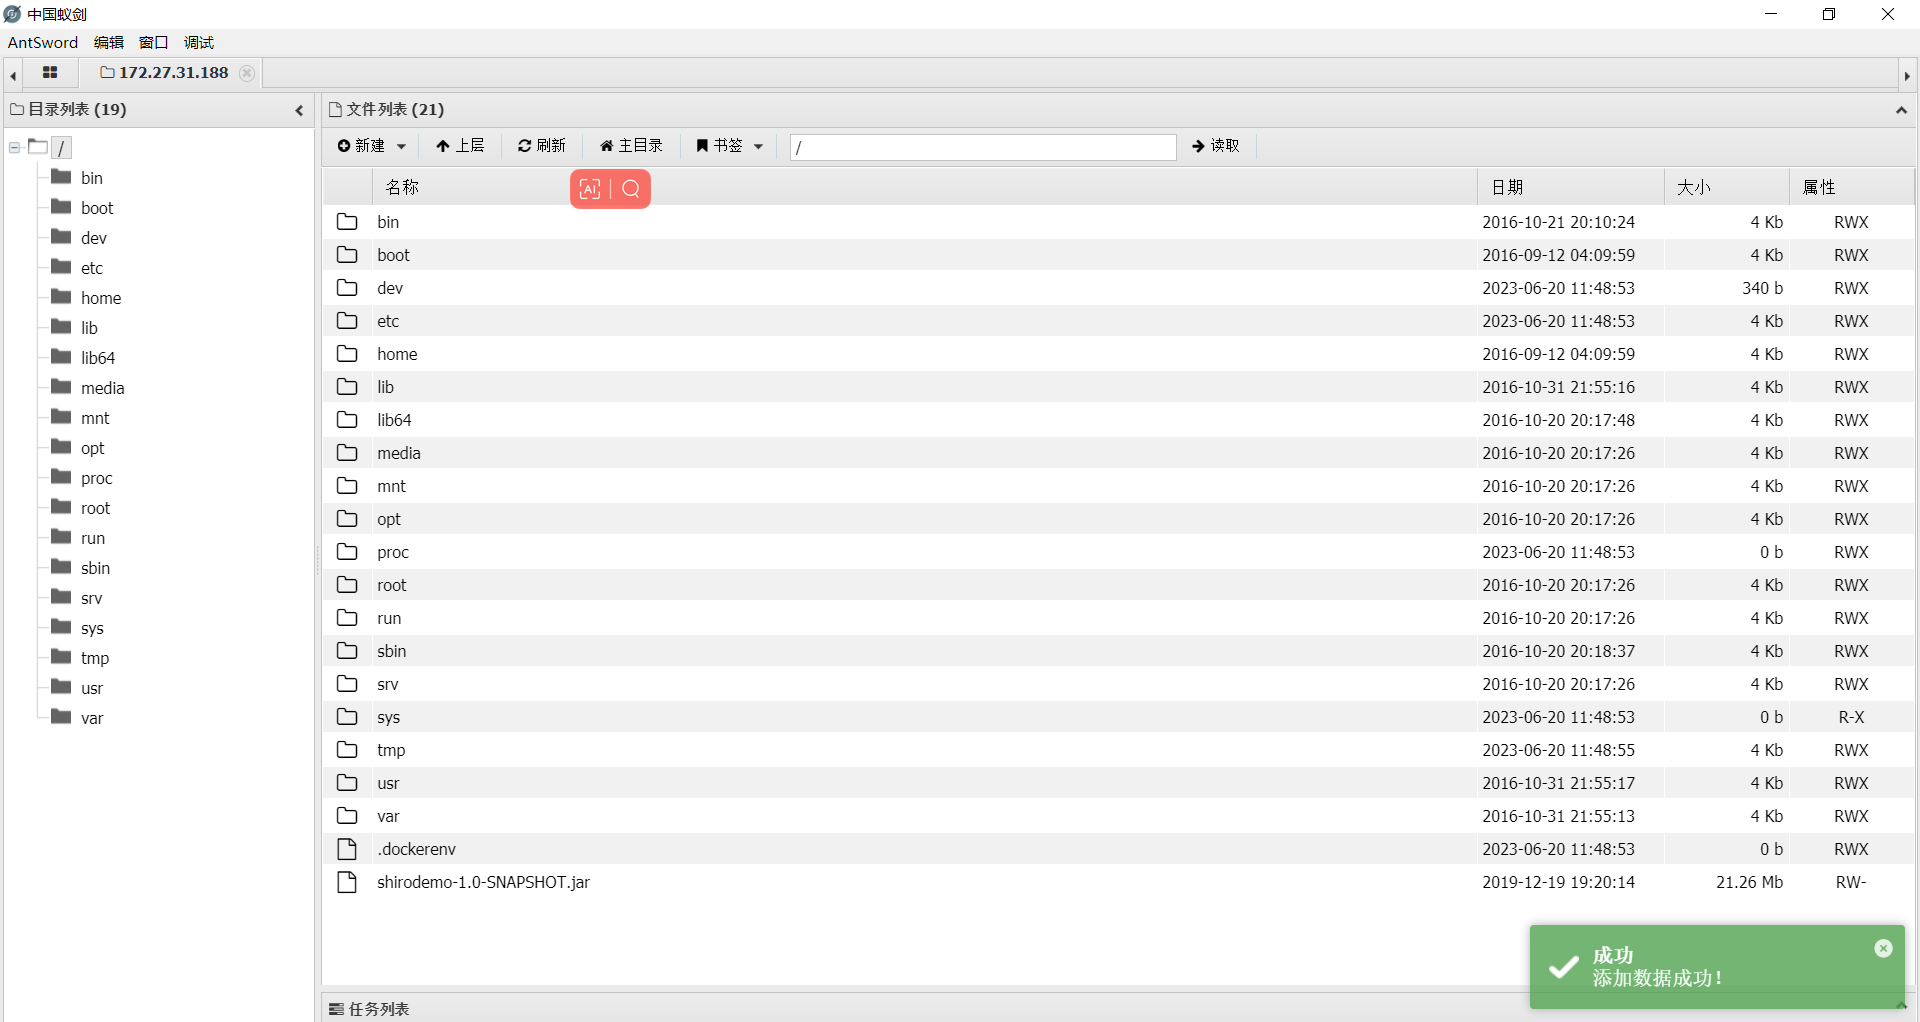 中国蚁剑
AntSword 编辑 窗口 调试
172.27.31.188
目录列表 (19)
/
bin
boot
dev
etc
home
lib
lib64
media
mnt
opt
proc
root
run
sbin
srv
sys
tmp
usr
var
文件列表 (21)
新建 上层 刷新 主目录 书签 / 读取
名称 日期 大小 属性
AI
bin 2016-10-21 20:10:24 4 Kb RWX
boot 2016-09-12 04:09:59 4 Kb RWX
dev 2023-06-20 11:48:53 340 b RWX
etc 2023-06-20 11:48:53 4 Kb RWX
home 2016-09-12 04:09:59 4 Kb RWX
lib 2016-10-31 21:55:16 4 Kb RWX
lib64 2016-10-20 20:17:48 4 Kb RWX
media 2016-10-20 20:17:26 4 Kb RWX
mnt 2016-10-20 20:17:26 4 Kb RWX
opt 2016-10-20 20:17:26 4 Kb RWX
proc 2023-06-20 11:48:53 0 b RWX
root 2016-10-20 20:17:26 4 Kb RWX
run 2016-10-20 20:17:26 4 Kb RWX
sbin 2016-10-20 20:18:37 4 Kb RWX
srv 2016-10-20 20:17:26 4 Kb RWX
sys 2023-06-20 11:48:53 0 b R-X
tmp 2023-06-20 11:48:55 4 Kb RWX
usr 2016-10-31 21:55:17 4 Kb RWX
var 2016-10-31 21:55:13 4 Kb RWX
.dockerenv 2023-06-20 11:48:53 0 b RWX
shirodemo-1.0-SNAPSHOT.jar 2019-12-19 19:20:14 21.26 Mb RW-
成功
添加数据成功！
任务列表